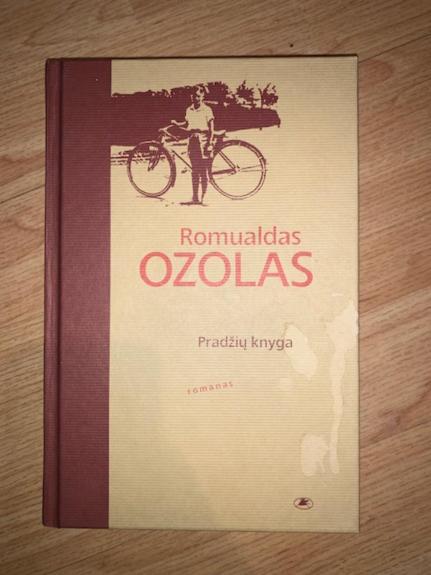 Romualdas
OZOLAS
Pradžių knyga
romanas